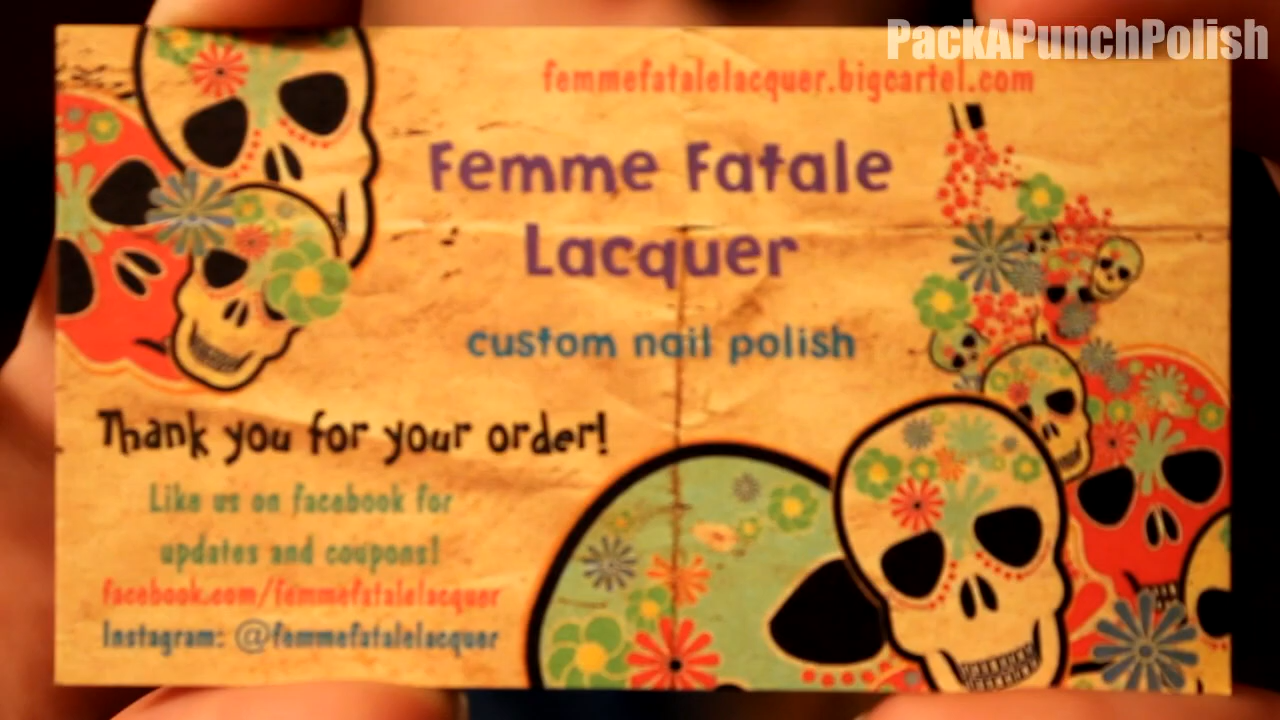 PackAPunchPolish
femmefatalelacquer.bigcartel.com
Femme Fatale
Lacquer
custom nail polish
Thank you for your order!
Like us on facebook for
updates and coupons!
facebook.com/femmefatalelacquer
Instagram: @femmefatalelacquer